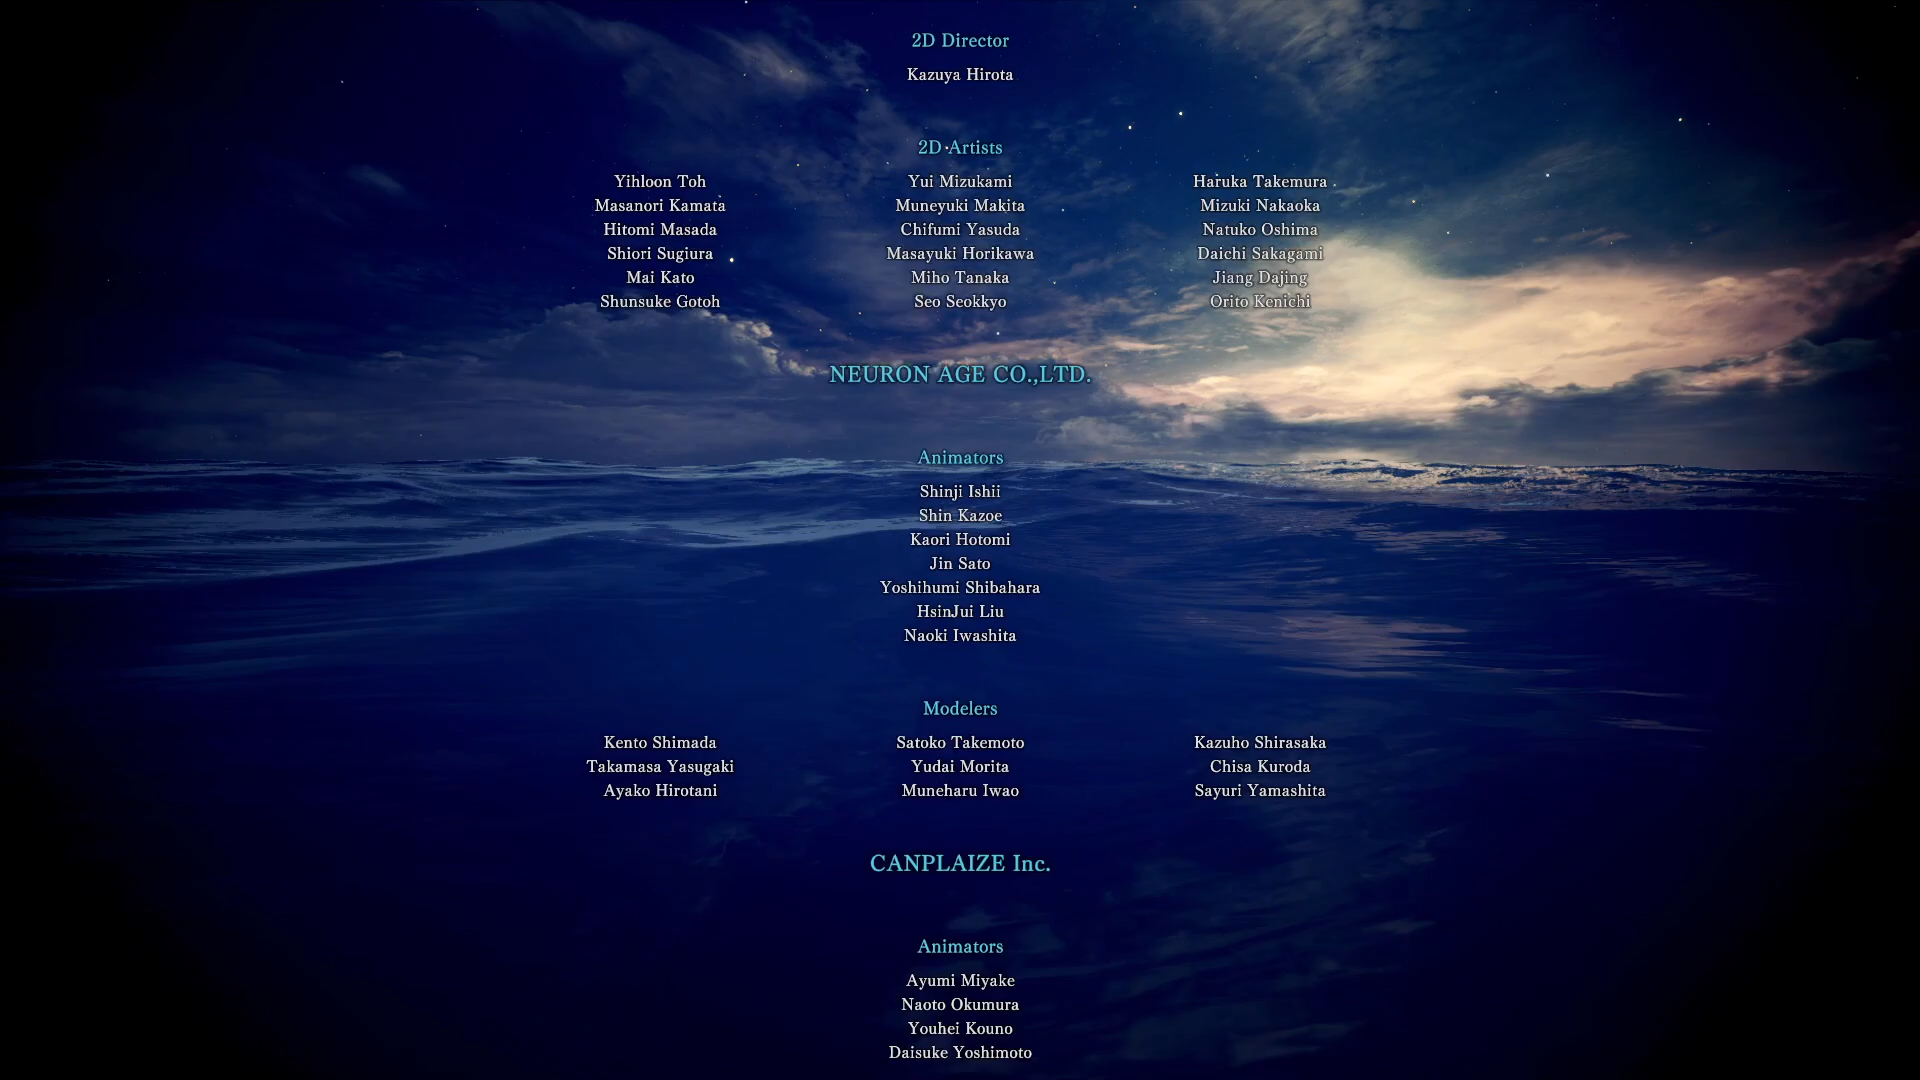 2D Director
Kazuya Hirota
2D Artists
Yihloon Toh Yui Mizukami Haruka Takemura
Masanori Kamata Muneyuki Makita Mizuki Nakaoka
Hitomi Masada Chifumi Yasuda Natuko Oshima
Shiori Sugiura Masayuki Horikawa Daichi Sakagami
Mai Kato Miho Tanaka Jiang Dajing
Shunsuke Gotoh Seo Seokkyo Orito Kenichi
NEURON AGE CO.,LTD.
Animators
Shinji Ishii
Shin Kazoe
Kaori Hotomi
Jin Sato
Yoshihumi Shibahara
HsinJui Liu
Naoki Iwashita
Modelers
Kento Shimada Satoko Takemoto Kazuho Shirasaka
Takamasa Yasugaki Yudai Morita Chisa Kuroda
Ayako Hirotani Muneharu Iwao Sayuri Yamashita
CANPLAIZE Inc.
Animators
Ayumi Miyake
Naoto Okumura
Youhei Kouno
Daisuke Yoshimoto